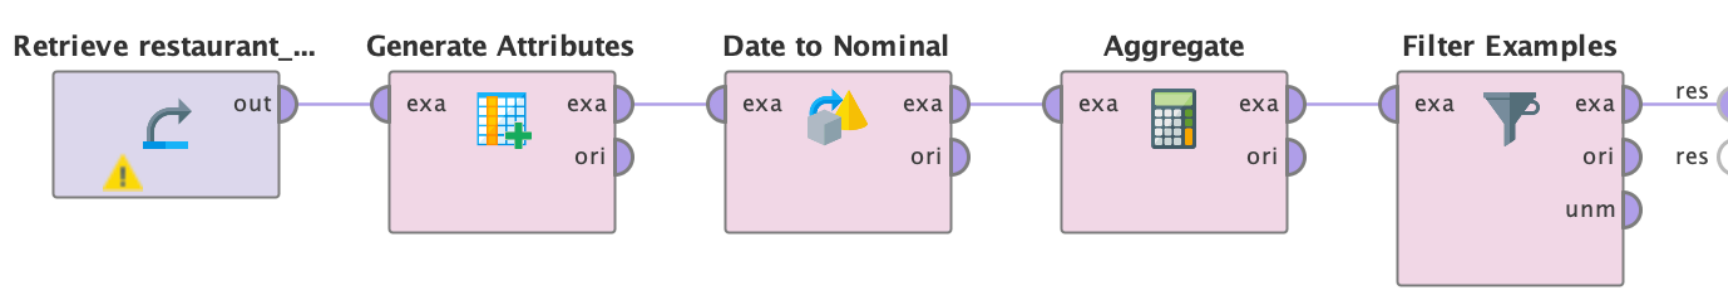 Retrieve restaurant_...
Generate Attributes
Date to Nominal
Aggregate
Filter Examples
out
exa
exa
ori
exa
exa
ori
exa
exa
ori
exa
exa
ori
unm
res
res